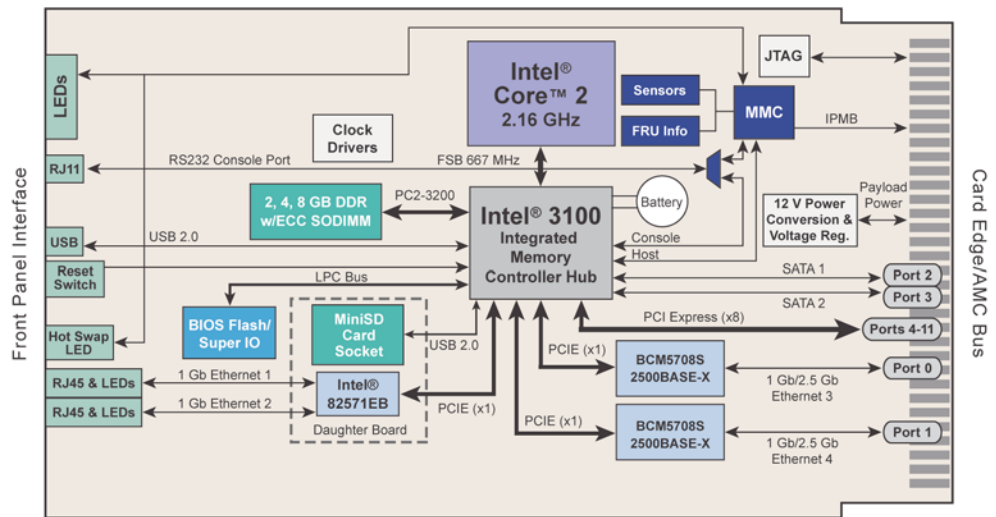 Front Panel Interface
LEDs
RJ11
USB
Reset
Switch
Hot Swap
LED
RJ45 & LEDs
RJ45 & LEDs
RS232 Console Port
Clock
Drivers
Intel®
Core™ 2
2.16 GHz
FSB 667 MHz
Sensors
FRU Info
MMC
JTAG
IPMB
2, 4, 8 GB DDR
w/ECC SODIMM
PC2-3200
Intel® 3100
Integrated
Memory
Controller Hub
Battery
12 V Power
Conversion &
Voltage Reg.
Payload
Power
USB 2.0
LPC Bus
Console
Host
SATA 1
SATA 2
Port 2
Port 3
PCI Express (x8)
Ports 4-11
BIOS Flash/
Super IO
MiniSD
Card
Socket
USB 2.0
1 Gb Ethernet 1
1 Gb Ethernet 2
Intel®
82571EB
Daughter Board
PCIE (x1)
PCIE (x1)
BCM5708S
2500BASE-X
1 Gb/2.5 Gb
Ethernet 3
Port 0
PCIE (x1)
BCM5708S
2500BASE-X
1 Gb/2.5 Gb
Ethernet 4
Port 1
Card Edge/AMC Bus